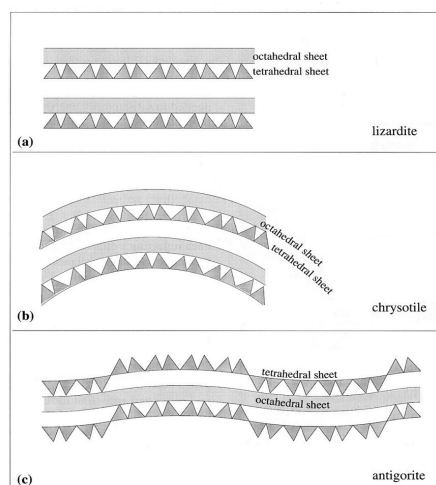 octahedral sheet
tetrahedral sheet
(a)
lizardite
octahedral sheet
tetrahedral sheet
(b)
chrysotile
tetrahedral sheet
octahedral sheet
(c)
antigorite